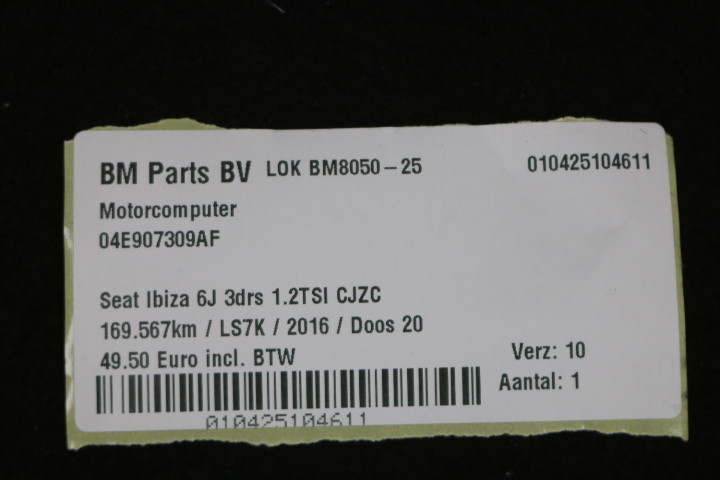 BM Parts BV LOK BM8050-25 010425104611
Motorcomputer
04E907309AF
Seat Ibiza 6J 3drs 1.2TSI CJZC
169.567km / LS7K / 2016 / Doos 20
49.50 Euro incl. BTW
Verz: 10
Aantal: 1
010425104611